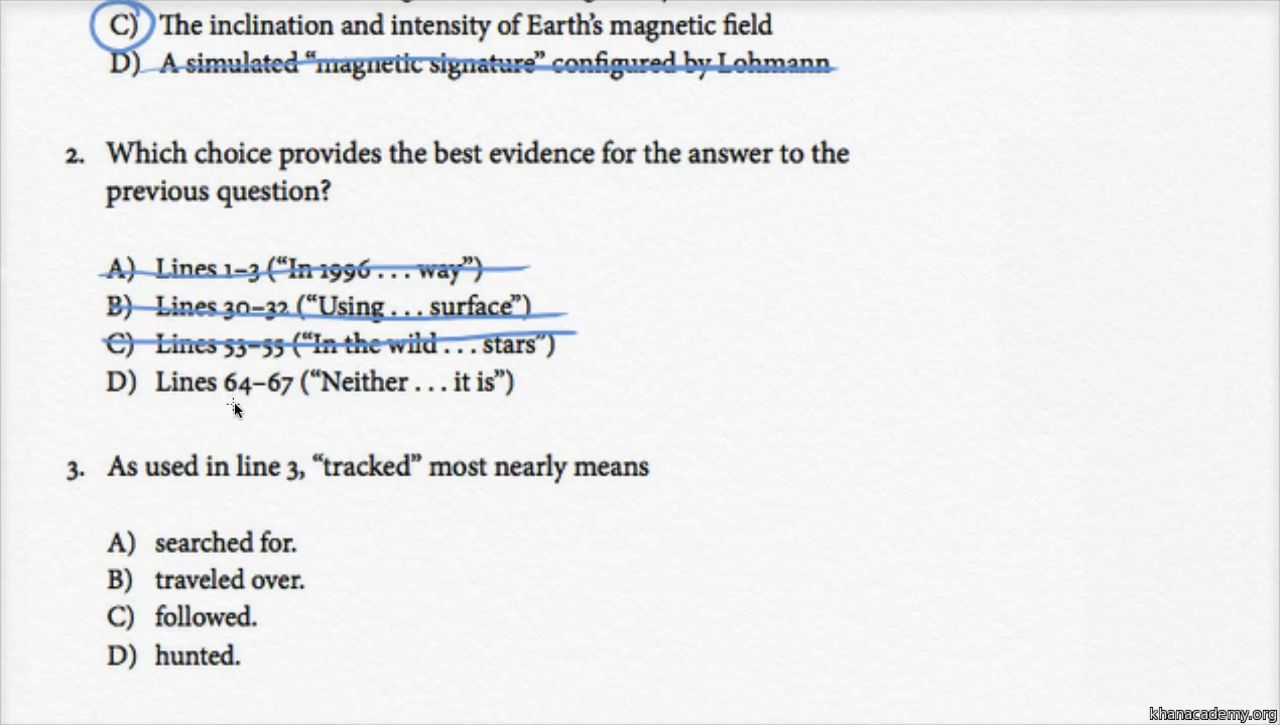 C) The inclination and intensity of Earth's magnetic field
D) A simulated “magnetic signature” configured by Lohmann
2. Which choice provides the best evidence for the answer to the
previous question?
A) Lines 1–3 (“In 1996 . . . way”)
B) Lines 30–32 (“Using . . . surface”)
C) Lines 53–55 (“In the wild . . . stars”)
D) Lines 64–67 (“Neither . . . it is”)
3. As used in line 3, “tracked” most nearly means
A) searched for.
B) traveled over.
C) followed.
D) hunted.
khanacademy.org